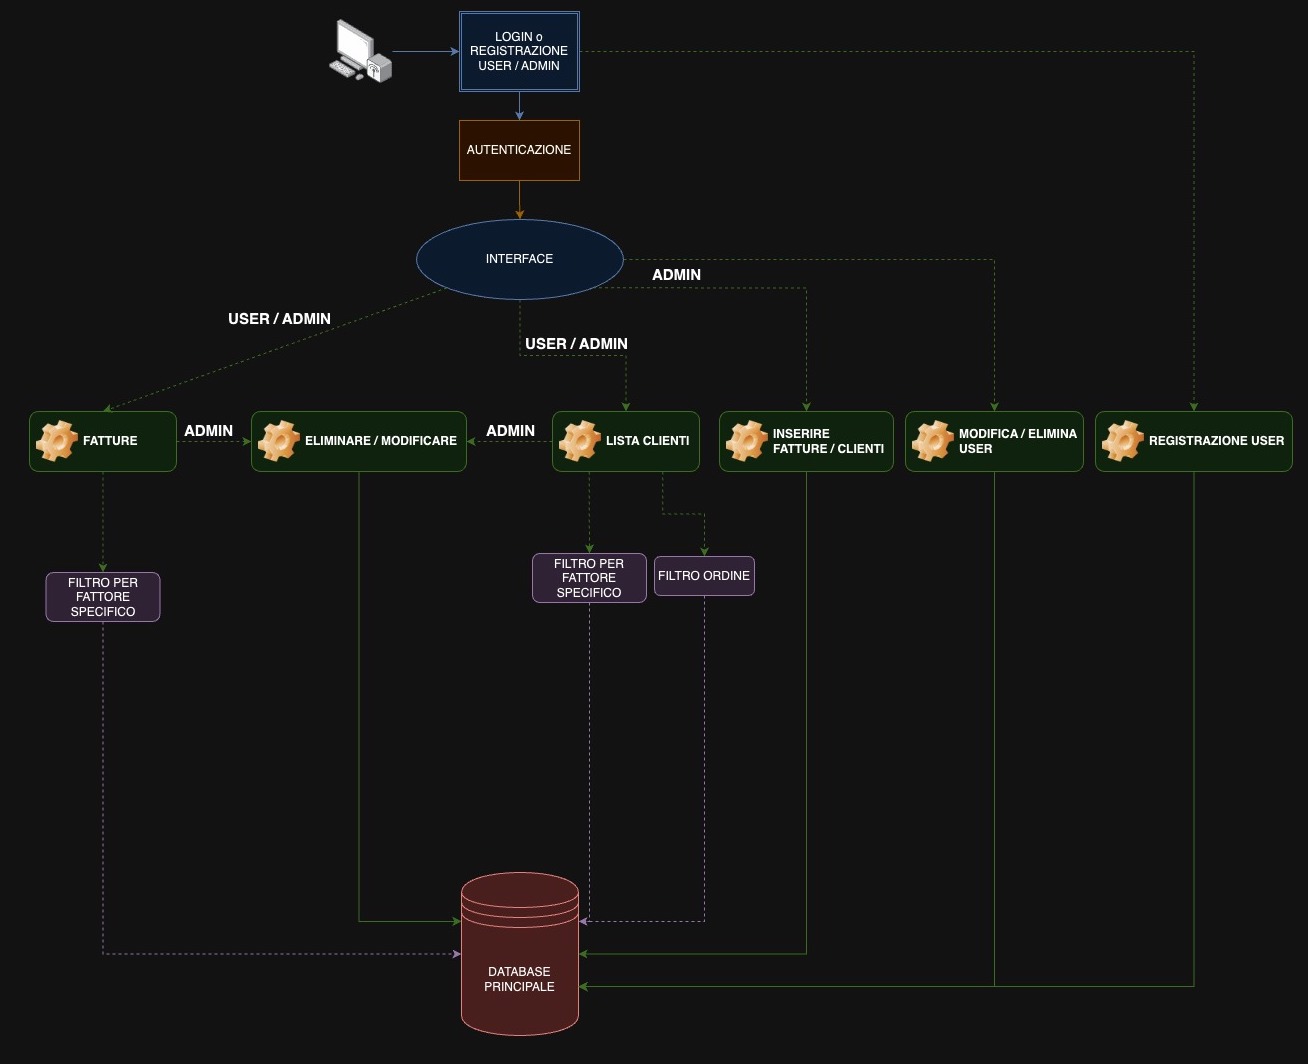 LOGIN o
REGISTRAZIONE
USER / ADMIN
AUTENTICAZIONE
INTERFACE
ADMIN
USER / ADMIN
USER / ADMIN
FATTURE
ADMIN
ELIMINARE / MODIFICARE
ADMIN
LISTA CLIENTI
INSERIRE
FATTURE / CLIENTI
MODIFICA / ELIMINA
USER
REGISTRAZIONE USER
FILTRO PER
FATTORE
SPECIFICO
FILTRO PER
FATTORE
SPECIFICO
FILTRO ORDINE
DATABASE
PRINCIPALE